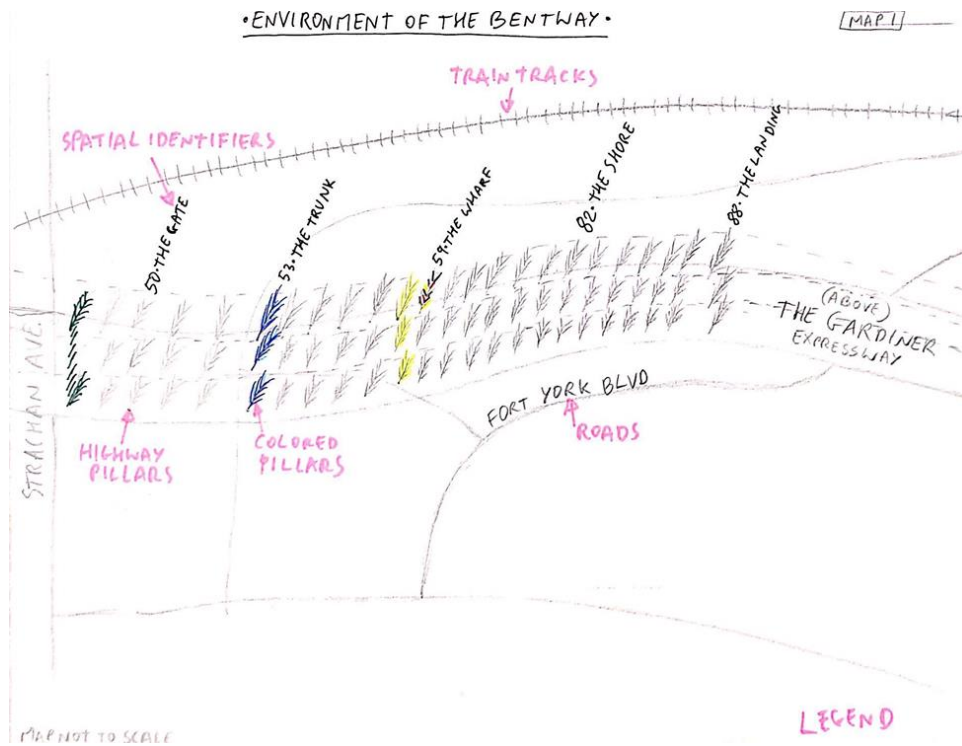 •ENVIRONMENT OF THE BENTWAY•
MAP 1
TRAIN TRACKS
SPATIAL IDENTIFIERS
50•THE GATE
53•THE TRUNK
59•THE WHARF
82•THE SHORE
88•THE LANDING
(ABOVE)
THE GARDINER
EXPRESSWAY
STRACHAN AVE.
FORT YORK BLVD
ROADS
HIGHWAY
PILLARS
COLORED
PILLARS
LEGEND
MAP NOT TO SCALE